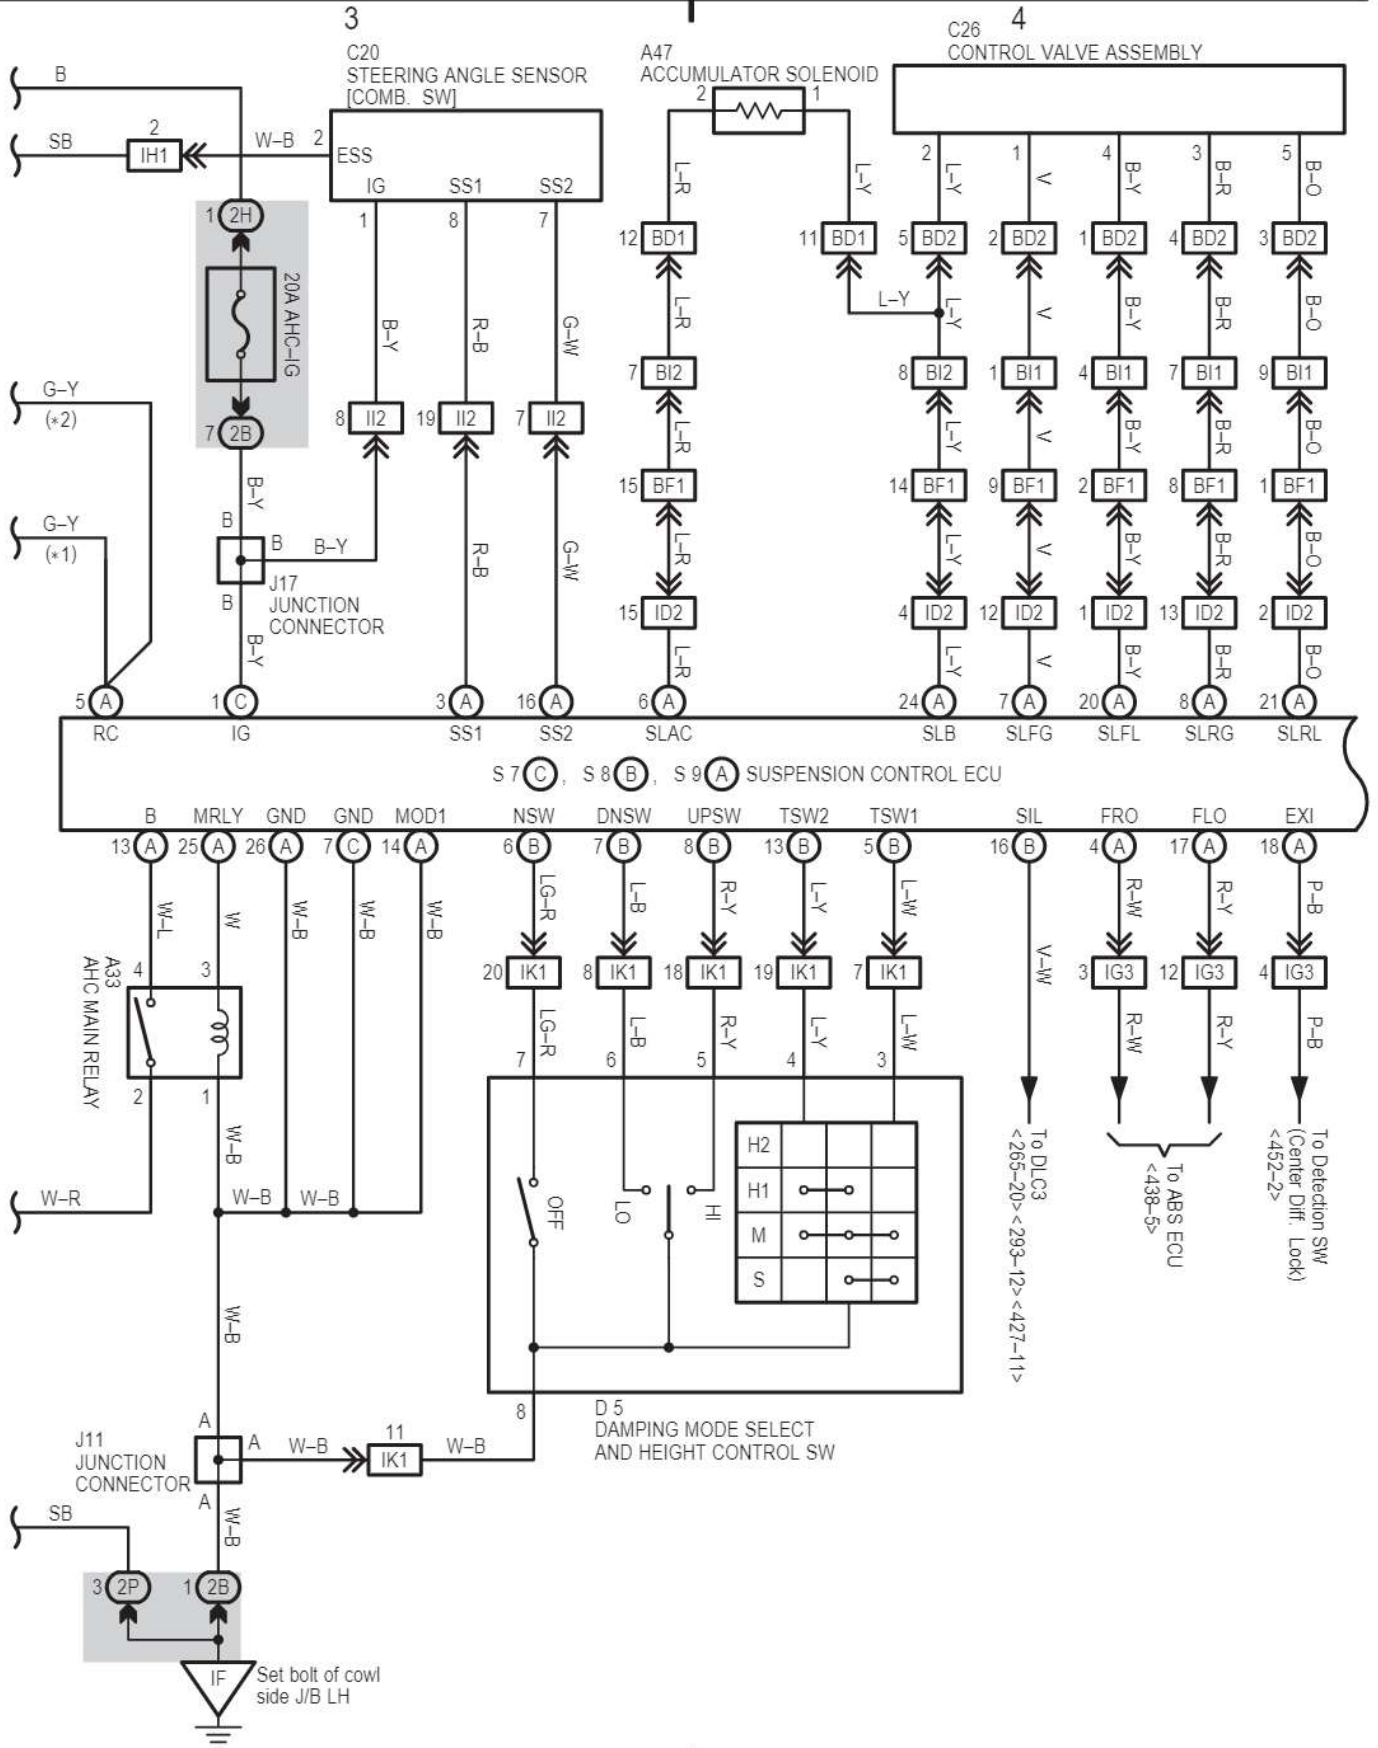 3
4
C20
STEERING ANGLE SENSOR
[COMB. SW]
A47
ACCUMULATOR SOLENOID
C26
CONTROL VALVE ASSEMBLY
B
2 1
SB
2
IH1
W–B
2
ESS
IG SS1 SS2
2 1 4 3 5
L–R L–Y L–Y V B–Y B–R B–O
1 2H
1 8 7
12 BD1 11 BD1 5 BD2 2 BD2 1 BD2 4 BD2 3 BD2
20A AHC–IG
L–Y
B–Y R–B G–W L–R L–Y V B–Y B–R B–O
7 BI2 8 BI2 1 BI1 4 BI1 7 BI1 9 BI1
G–Y
(*2)
7 2B
8 II2 19 II2 7 II2
L–R L–Y V B–Y B–R B–O
B–Y
15 BF1 14 BF1 9 BF1 2 BF1 8 BF1 1 BF1
G–Y
(*1)
B
B
B–Y
B
R–B G–W L–R L–Y V B–Y B–R B–O
J17
JUNCTION
CONNECTOR
15 ID2 4 ID2 12 ID2 1 ID2 13 ID2 2 ID2
B–Y L–R L–Y V B–Y B–R B–O
5 A 1 C 3 A 16 A 6 A 24 A 7 A 20 A 8 A 21 A
RC IG SS1 SS2 SLAC SLB SLFG SLFL SLRG SLRL
S 7 C , S 8 B , S 9 A SUSPENSION CONTROL ECU
B MRLY GND GND MOD1 NSW DNSW UPSW TSW2 TSW1 SIL FRO FLO EXI
13 A 25 A 26 A 7 C 14 A 6 B 7 B 8 B 13 B 5 B 16 B 4 A 17 A 18 A
W–L W W–B W–B W–B LG–R L–B R–Y L–Y L–W V–W R–W R–Y P–B
A33
AHC MAIN RELAY
4 3
20 IK1 8 IK1 18 IK1 19 IK1 7 IK1 3 IG3 12 IG3 4 IG3
LG–R L–B R–Y L–Y L–W R–W R–Y P–B
7 6 5 4 3
2 1
W–B
H2
H1
M
S
OFF
LO
HI
To DLC3
<265–20><293–12><427–11>
To ABS ECU
<438–5>
To Detection SW
(Center Diff. Lock)
<452–2>
W–R
W–B W–B
W–B
8
D 5
DAMPING MODE SELECT
AND HEIGHT CONTROL SW
J11
JUNCTION
CONNECTOR
A
A
W–B
11
IK1
W–B
A
W–B
SB
3 2P 1 2B
IF
Set bolt of cowl
side J/B LH